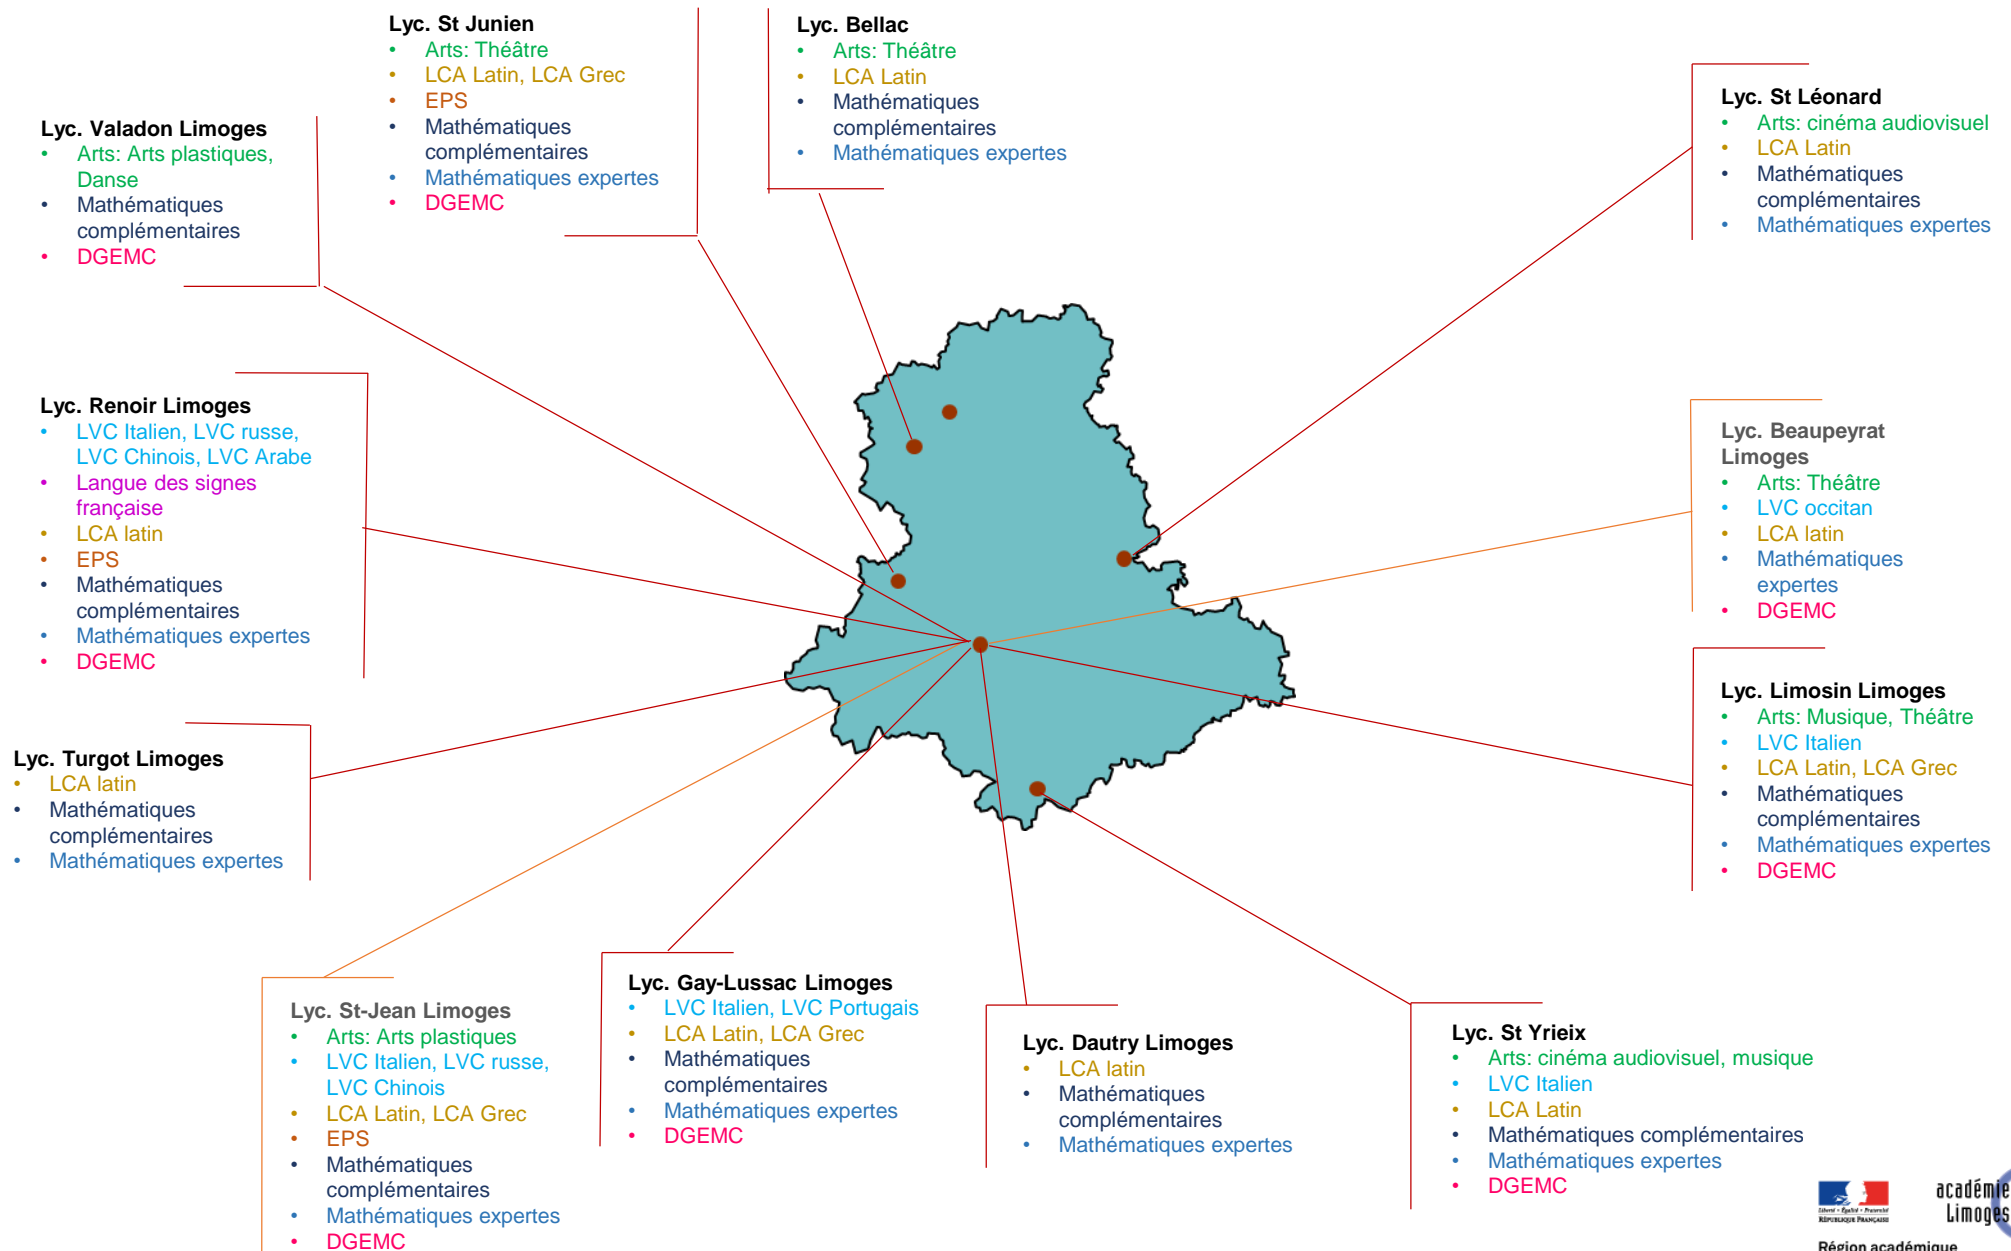 Lyc. St Junien
• Arts: Théâtre
• LCA Latin, LCA Grec
• EPS
• Mathématiques
complémentaires
• Mathématiques expertes
• DGEMC
Lyc. Bellac
• Arts: Théâtre
• LCA Latin
• Mathématiques
complémentaires
• Mathématiques expertes
Lyc. St Léonard
• Arts: cinéma audiovisuel
• LCA Latin
• Mathématiques
complémentaires
• Mathématiques expertes
Lyc. Valadon Limoges
• Arts: Arts plastiques,
Danse
• Mathématiques
complémentaires
• DGEMC
Lyc. Renoir Limoges
• LVC Italien, LVC russe,
LVC Chinois, LVC Arabe
• Langue des signes
française
• LCA latin
• EPS
• Mathématiques
complémentaires
• Mathématiques expertes
• DGEMC
Lyc. Beaupeyrat
Limoges
• Arts: Théâtre
• LVC occitan
• LCA latin
• Mathématiques
expertes
• DGEMC
Lyc. Limosin Limoges
• Arts: Musique, Théâtre
• LVC Italien
• LCA Latin, LCA Grec
• Mathématiques
complémentaires
• Mathématiques expertes
• DGEMC
Lyc. Turgot Limoges
• LCA latin
• Mathématiques
complémentaires
• Mathématiques expertes
Lyc. St-Jean Limoges
• Arts: Arts plastiques
• LVC Italien, LVC russe,
LVC Chinois
• LCA Latin, LCA Grec
• EPS
• Mathématiques
complémentaires
• Mathématiques expertes
• DGEMC
Lyc. Gay-Lussac Limoges
• LVC Italien, LVC Portugais
• LCA Latin, LCA Grec
• Mathématiques
complémentaires
• Mathématiques expertes
• DGEMC
Lyc. Dautry Limoges
• LCA latin
• Mathématiques
complémentaires
• Mathématiques expertes
Lyc. St Yrieix
• Arts: cinéma audiovisuel, musique
• LVC Italien
• LCA Latin
• Mathématiques complémentaires
• Mathématiques expertes
• DGEMC
Liberté • Égalité • Fraternité
RÉPUBLIQUE FRANÇAISE
académie
Limoges
Région académique